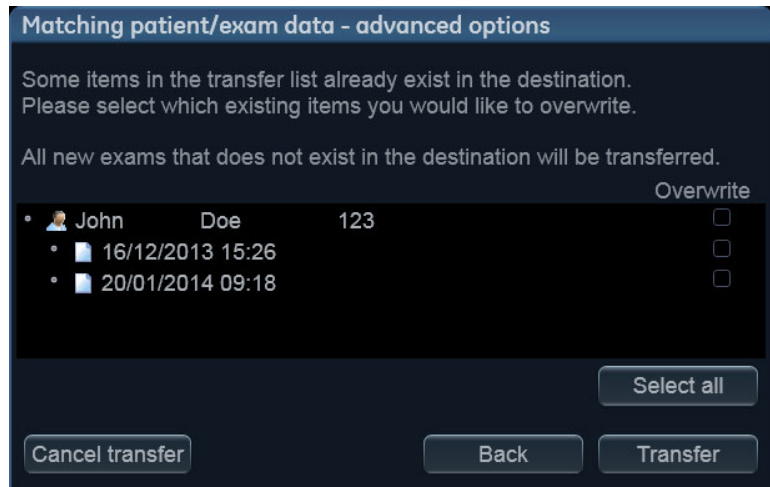 Matching patient/exam data - advanced options
Some items in the transfer list already exist in the destination.
Please select which existing items you would like to overwrite.
All new exams that does not exist in the destination will be transferred.
Overwrite
John Doe 123
16/12/2013 15:26
20/01/2014 09:18
Select all
Cancel transfer Back Transfer